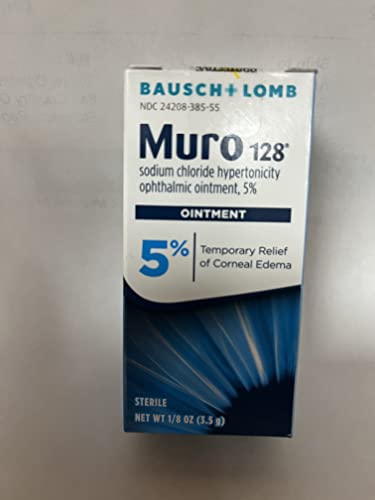 BAUSCH + LOMB
NDC 24208-385-55
Muro 128®
sodium chloride hypertonicity
ophthalmic ointment, 5%
OINTMENT
5% Temporary Relief
of Corneal Edema
STERILE
NET WT 1/8 OZ (3.5 g)